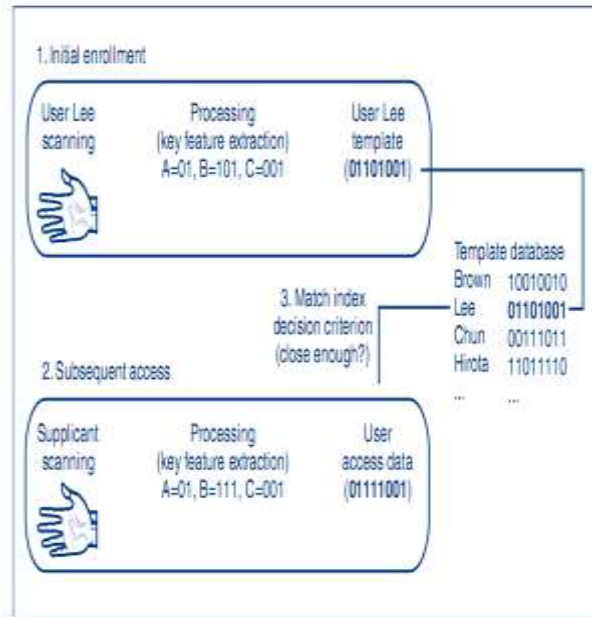 1. Initial enrollment
User Lee
scanning
Processing
(key feature extraction)
A=01, B=101, C=001
User Lee
template
(01101001)
Template database
Brown 10010010
Lee 01101001
Chun 00111011
Hirota 11011110
... ...
3. Match index
decision criterion
(close enough?)
2. Subsequent access
Supplicant
scanning
Processing
(key feature extraction)
A=01, B=111, C=001
User
access data
(01111001)